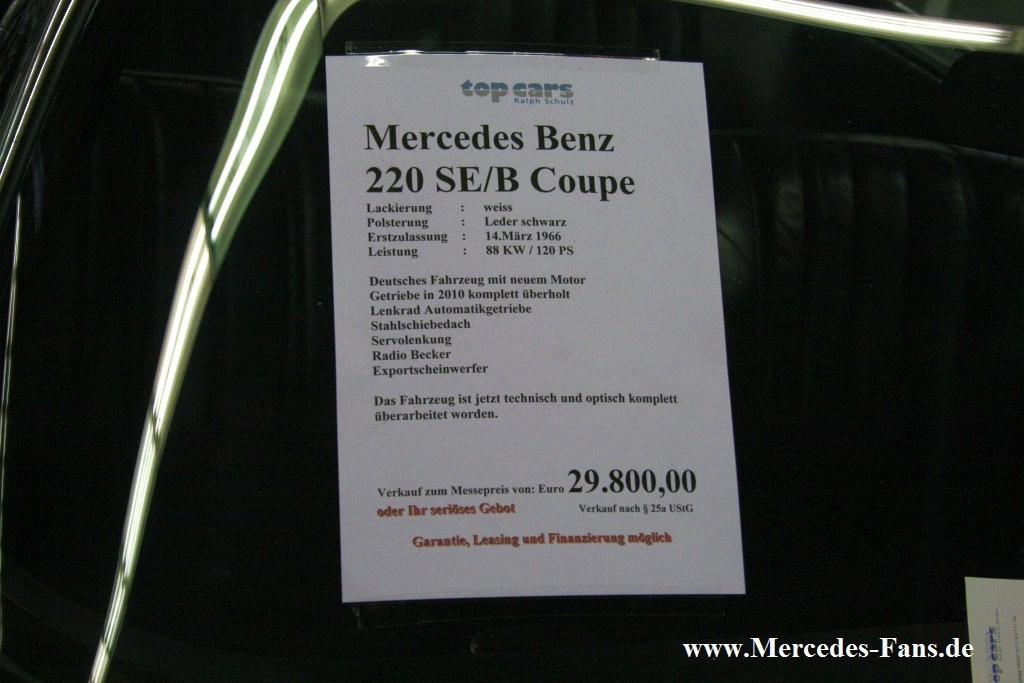 top cars
Ralph Schulz
Mercedes Benz
220 SE/B Coupe
Lackierung : weiss
Polsterung : Leder schwarz
Erstzulassung : 14.März 1966
Leistung : 88 KW / 120 PS
Deutsches Fahrzeug mit neuem Motor
Getriebe in 2010 komplett überholt
Lenkrad Automatikgetriebe
Stahlschiebedach
Servolenkung
Radio Becker
Exportscheinwerfer
Das Fahrzeug ist jetzt technisch und optisch komplett
überarbeitet worden.
Verkauf zum Messepreis von: Euro 29.800,00
oder Ihr seriöses Gebot Verkauf nach § 25a UStG
Garantie, Leasing und Finanzierung möglich
top cars
www.Mercedes-Fans.de